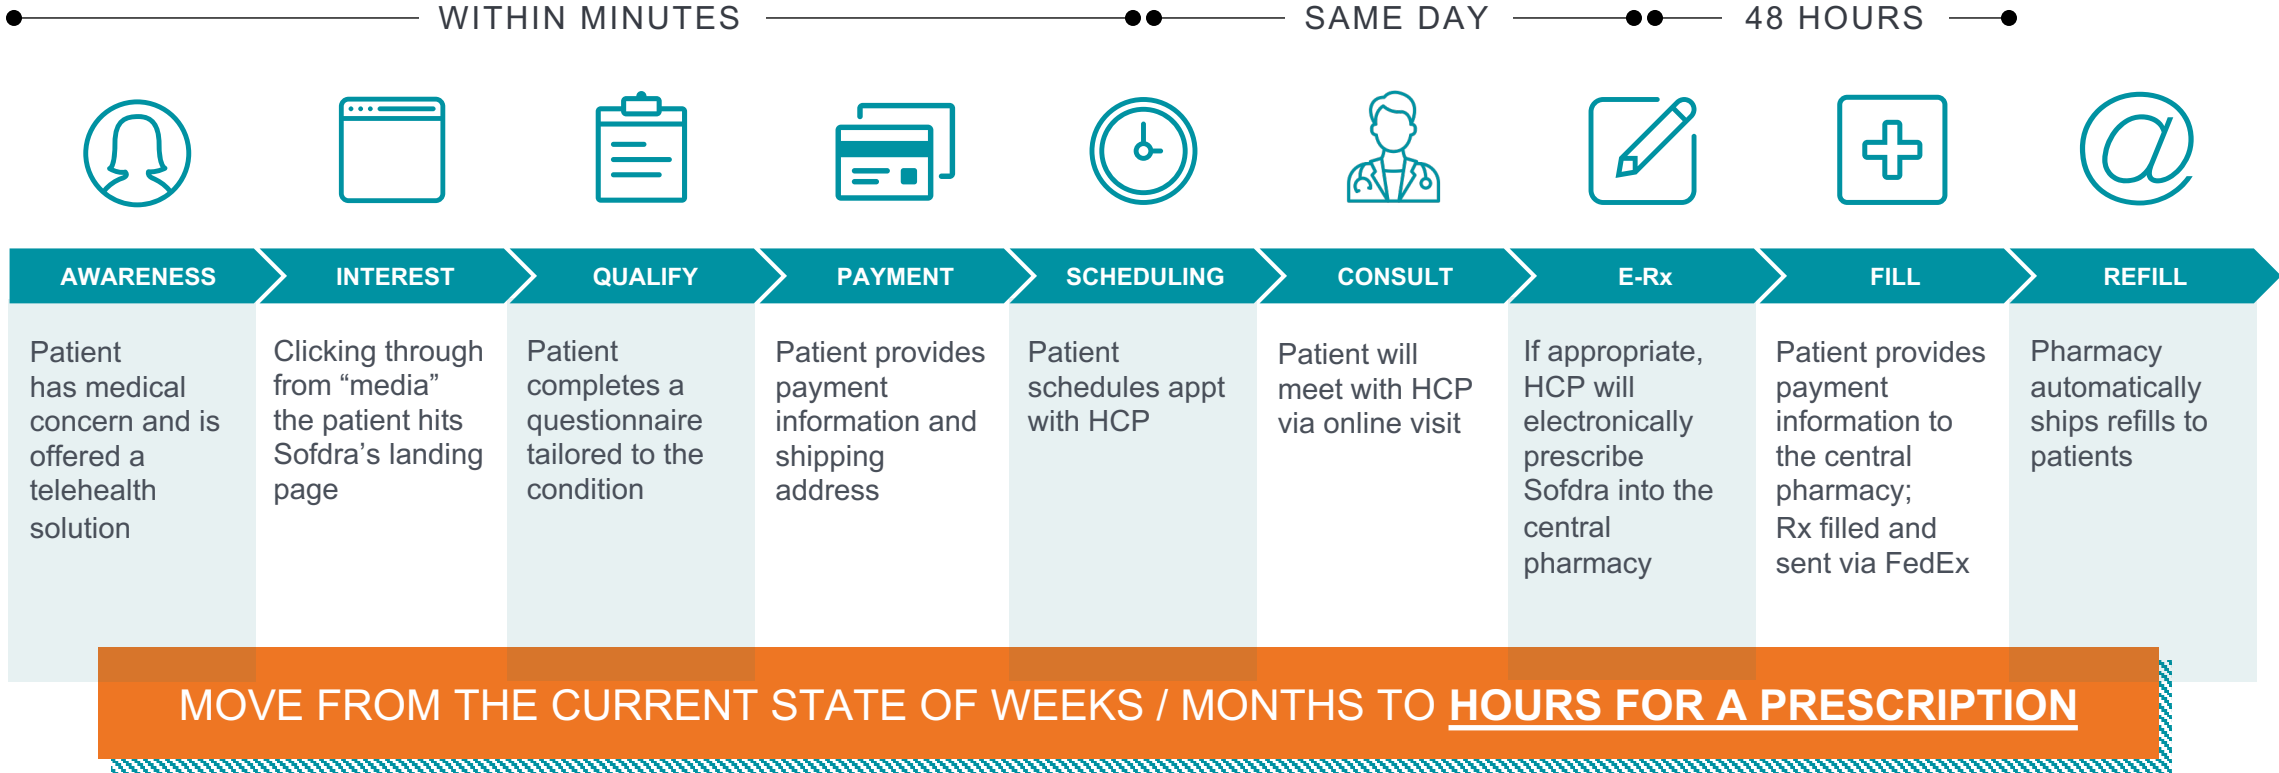 WITHIN MINUTES
SAME DAY
48 HOURS
AWARENESS
INTEREST
QUALIFY
PAYMENT
SCHEDULING
CONSULT
E-Rx
FILL
REFILL
Patient
has medical
concern and is
offered a
telehealth
solution
Clicking through
from “media”
the patient hits
Sofdra’s landing
page
Patient
completes a
questionnaire
tailored to the
condition
Patient provides
payment
information and
shipping
address
Patient
schedules appt
with HCP
Patient will
meet with HCP
via online visit
If appropriate,
HCP will
electronically
prescribe
Sofdra into the
central
pharmacy
Patient provides
payment
information to
the central
pharmacy;
Rx filled and
sent via FedEx
Pharmacy
automatically
ships refills to
patients
MOVE FROM THE CURRENT STATE OF WEEKS / MONTHS TO HOURS FOR A PRESCRIPTION